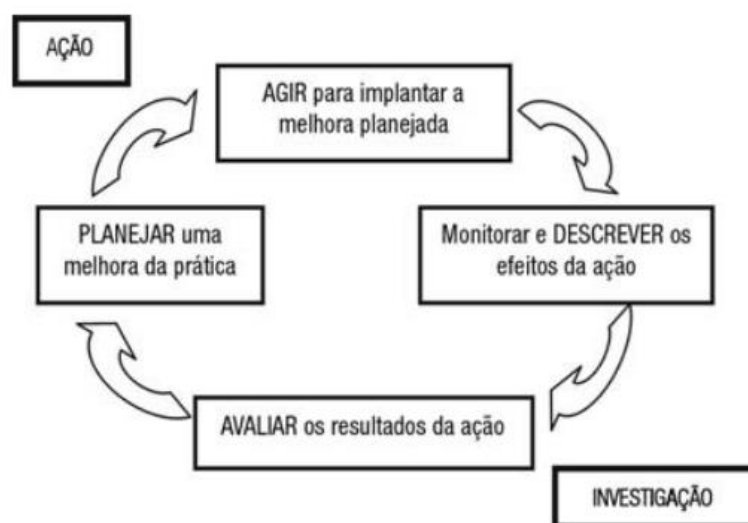 AÇÃO
AGIR para implantar a
melhora planejada
PLANEJAR uma
melhora da prática
Monitorar e DESCREVER os
efeitos da ação
AVALIAR os resultados da ação
INVESTIGAÇÃO